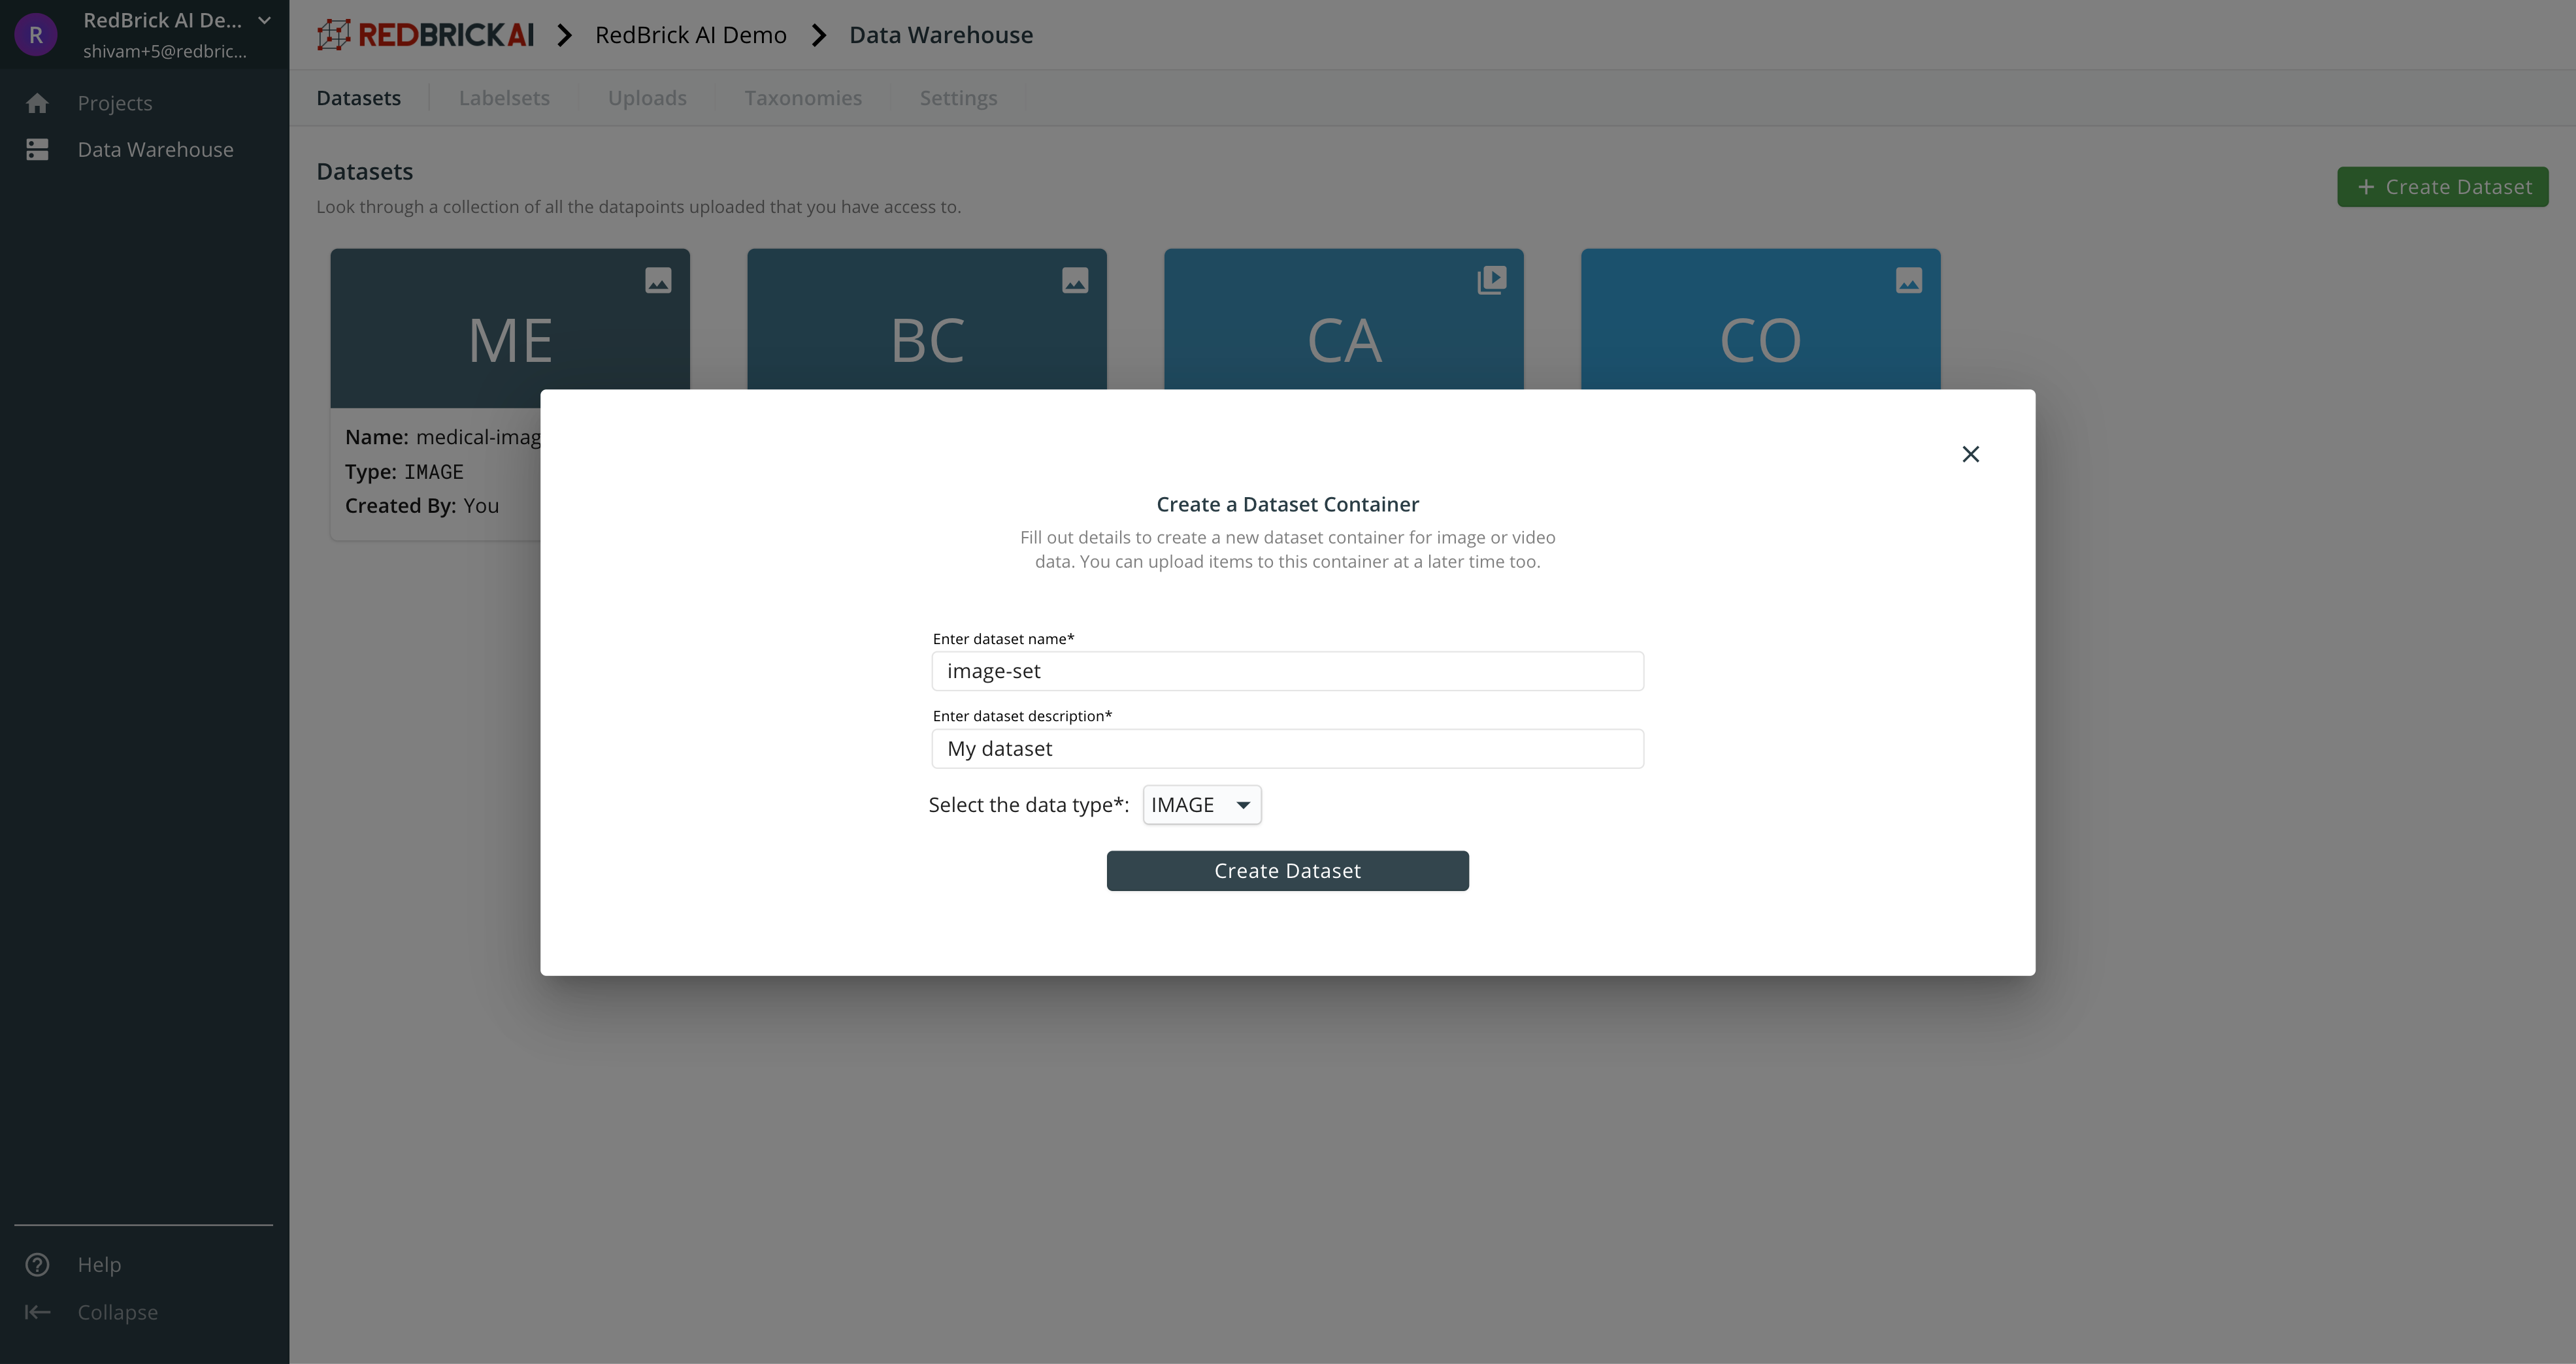 R
RedBrick AI De...
shivam+5@redbric...
Projects
Data Warehouse
Help
Collapse
REDBRICKAI RedBrick AI Demo Data Warehouse
Datasets Labelsets Uploads Taxonomies Settings
Datasets
Look through a collection of all the datapoints uploaded that you have access to.
+ Create Dataset
ME BC CA CO
Name: medical-imag
Type: IMAGE
Created By: You
Create a Dataset Container
Fill out details to create a new dataset container for image or video
data. You can upload items to this container at a later time too.
Enter dataset name*
image-set
Enter dataset description*
My dataset
Select the data type*: IMAGE
Create Dataset